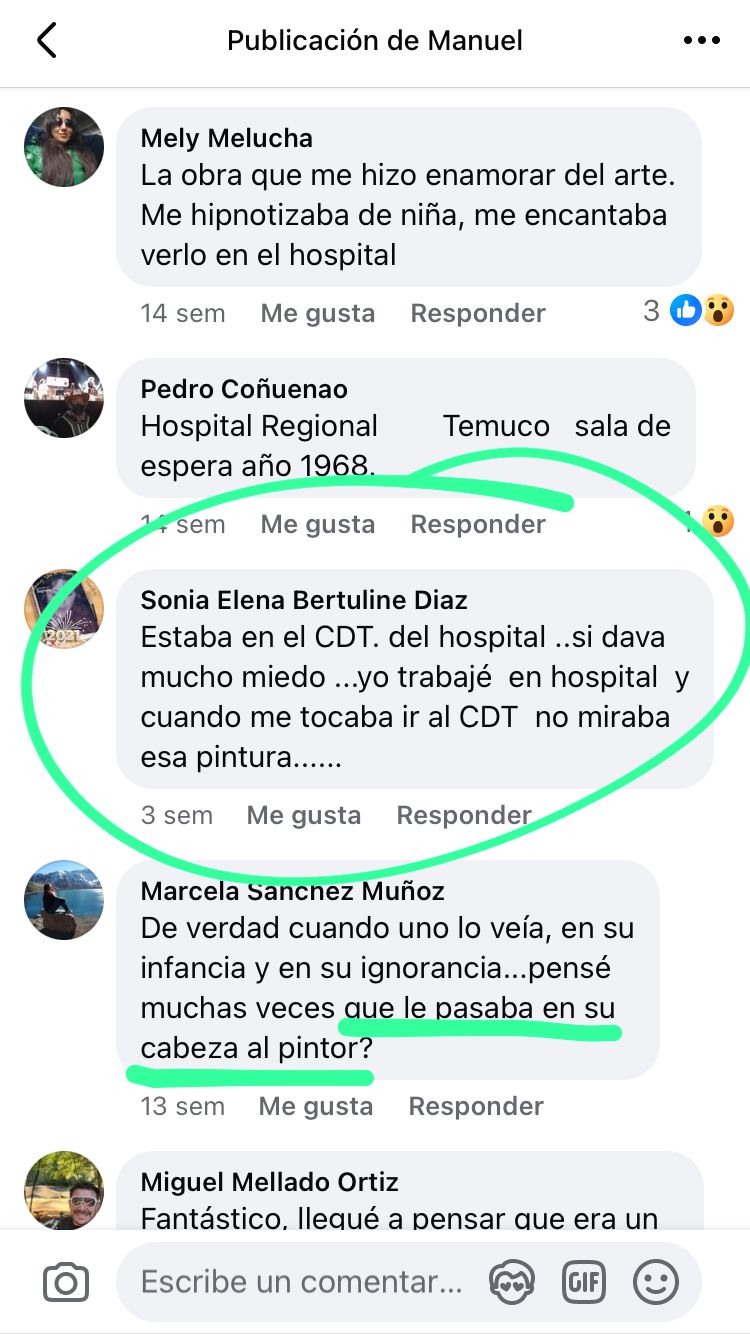 Publicación de Manuel
Mely Melucha
La obra que me hizo enamorar del arte.
Me hipnotizaba de niña, me encantaba
verlo en el hospital
14 sem Me gusta Responder 3
Pedro Coñuenao
Hospital Regional Temuco sala de
espera año 1968.
14 sem Me gusta Responder 1
Sonia Elena Bertuline Diaz
Estaba en el CDT. del hospital ..si dava
mucho miedo ...yo trabajé en hospital y
cuando me tocaba ir al CDT no miraba
esa pintura......
3 sem Me gusta Responder
Marcela Sanchez Muñoz
De verdad cuando uno lo veía, en su
infancia y en su ignorancia...pensé
muchas veces que le pasaba en su
cabeza al pintor?
13 sem Me gusta Responder
Miguel Mellado Ortiz
Fantástico, llegué a pensar que era un
Escribe un comentar...
GIF
2021